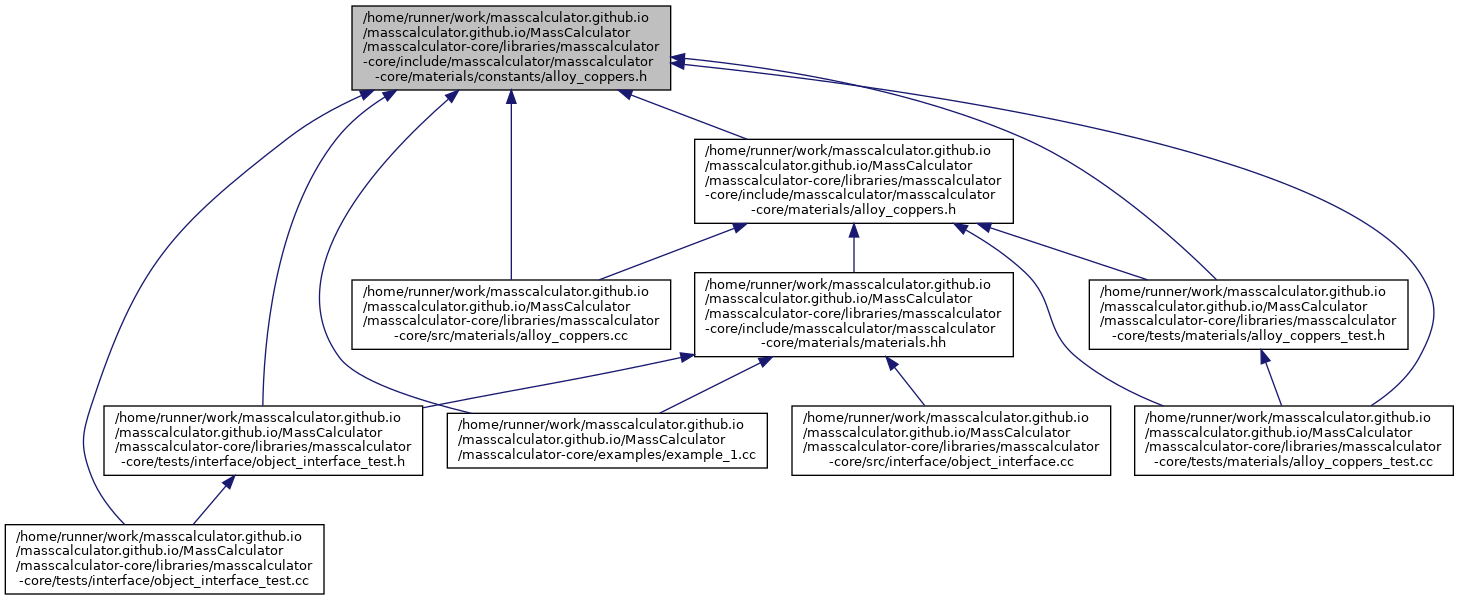 /home/runner/work/masscalculator.github.io
/masscalculator.github.io/MassCalculator
/masscalculator-core/libraries/masscalculator
-core/include/masscalculator/masscalculator
-core/materials/constants/alloy_coppers.h
/home/runner/work/masscalculator.github.io
/masscalculator.github.io/MassCalculator
/masscalculator-core/libraries/masscalculator
-core/include/masscalculator/masscalculator
-core/materials/alloy_coppers.h
/home/runner/work/masscalculator.github.io
/masscalculator.github.io/MassCalculator
/masscalculator-core/libraries/masscalculator
-core/src/materials/alloy_coppers.cc
/home/runner/work/masscalculator.github.io
/masscalculator.github.io/MassCalculator
/masscalculator-core/libraries/masscalculator
-core/include/masscalculator/masscalculator
-core/materials/materials.hh
/home/runner/work/masscalculator.github.io
/masscalculator.github.io/MassCalculator
/masscalculator-core/libraries/masscalculator
-core/tests/materials/alloy_coppers_test.h
/home/runner/work/masscalculator.github.io
/masscalculator.github.io/MassCalculator
/masscalculator-core/libraries/masscalculator
-core/tests/interface/object_interface_test.h
/home/runner/work/masscalculator.github.io
/masscalculator.github.io/MassCalculator
/masscalculator-core/examples/example_1.cc
/home/runner/work/masscalculator.github.io
/masscalculator.github.io/MassCalculator
/masscalculator-core/libraries/masscalculator
-core/src/interface/object_interface.cc
/home/runner/work/masscalculator.github.io
/masscalculator.github.io/MassCalculator
/masscalculator-core/libraries/masscalculator
-core/tests/materials/alloy_coppers_test.cc
/home/runner/work/masscalculator.github.io
/masscalculator.github.io/MassCalculator
/masscalculator-core/libraries/masscalculator
-core/tests/interface/object_interface_test.cc